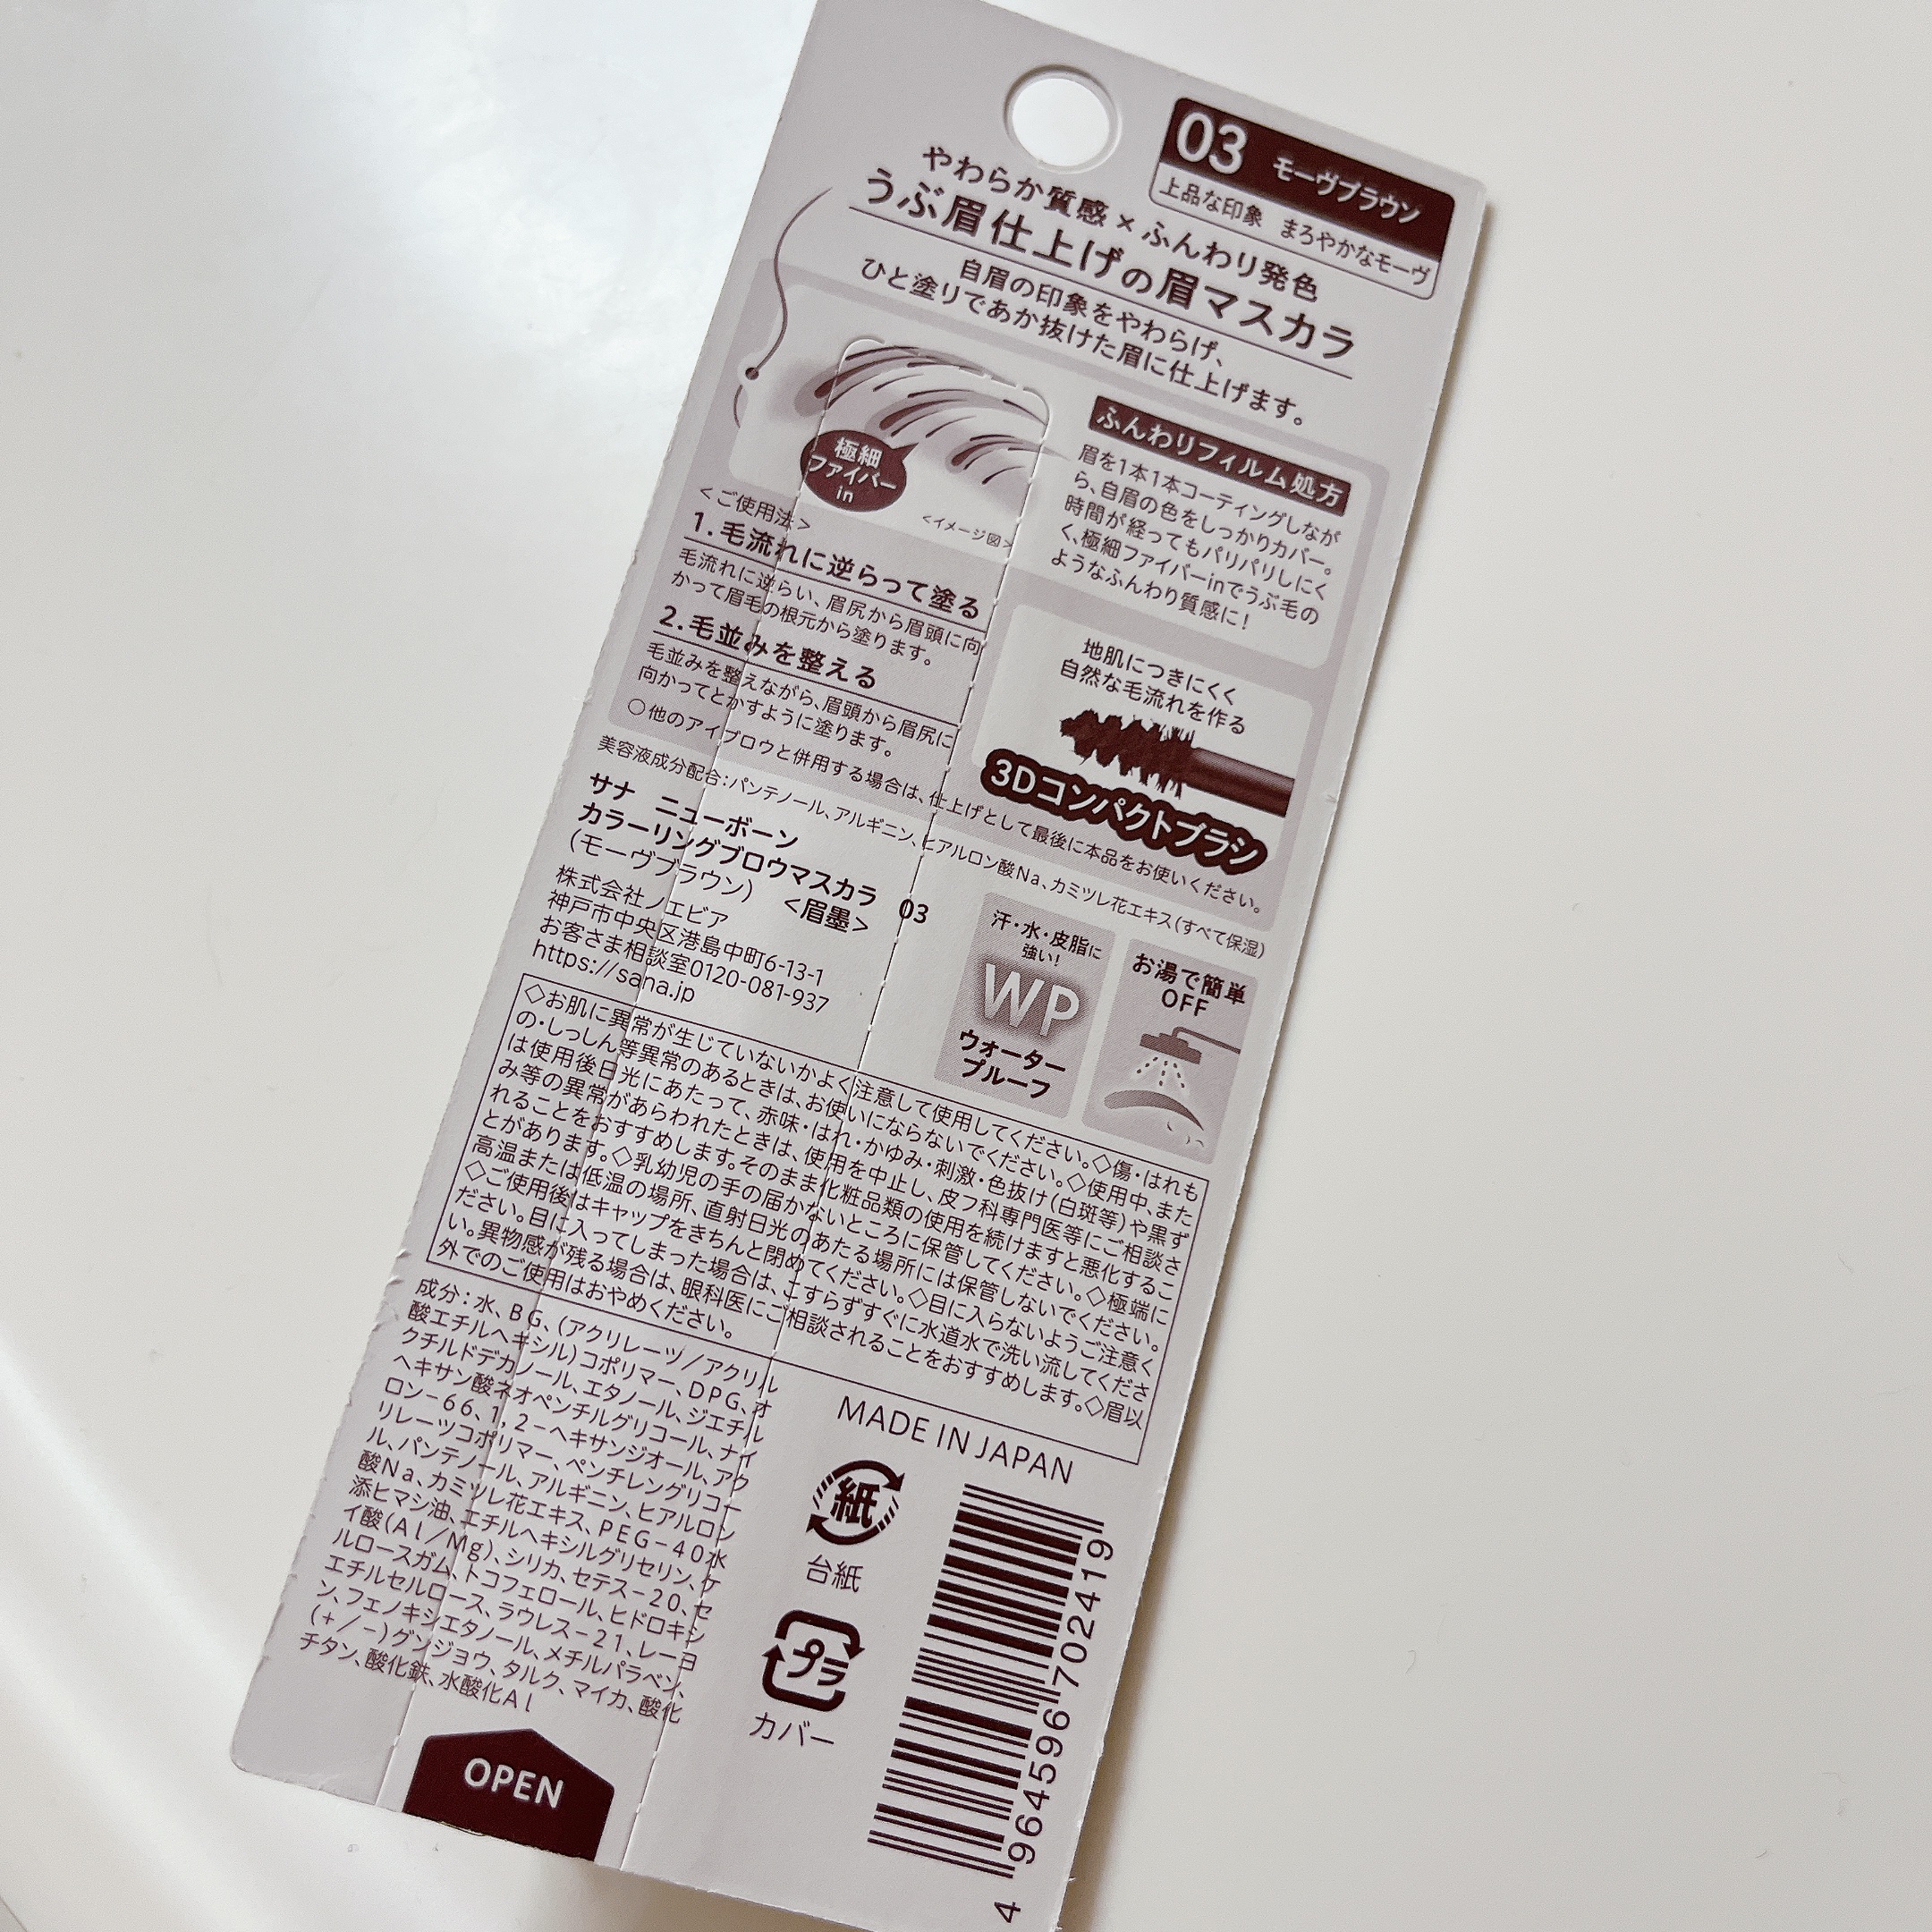 03 モーヴブラウン
上品な印象 まろやかなモーヴ
やわらか質感×ふんわり発色
うぶ眉仕上げの眉マスカラ
自眉の印象をやわらげ、
ひと塗りであか抜けた眉に仕上げます。
極細
ファイバー
in
<イメージ図>
ふんわりフィルム処方
眉を1本1本コーティングしなが
ら、自眉の色をしっかりカバー。
時間が経ってもパリパリしにく
く、極細ファイバーinでうぶ毛の
ようなふんわり質感に!
<ご使用法>
1.毛流れに逆らって塗る
毛流れに逆らい、眉尻から眉頭に向
かって眉毛の根元から塗ります。
2.毛並みを整える
毛並みを整えながら、眉頭から眉尻に
向かってとかすように塗ります。
地肌につきにくく
自然な毛流れを作る
3Dコンパクトブラシ
○他のアイブロウと併用する場合は、仕上げとして最後に本品をお使いください。
美容液成分配合:パンテノール、アルギニン、ヒアルロン酸Na、カミツレ花エキス(すべて保湿)
サナ ニューボーン
カラーリングブロウマスカラ 03
(モーヴブラウン) <眉墨>
株式会社ノエビア
神戸市中央区港島中町6-13-1
お客さま相談室0120-081-937
https://sana.jp
汗・水・皮脂に
強い!
WP
ウォーター
プルーフ
お湯で簡単
OFF
◇お肌に異常が生じていないかよく注意して使用してください。◇傷・はれも
の・しっしん等異常のあるときは、お使いにならないでください。◇使用中、また
は使用後日光にあたって、赤味・はれ・かゆみ・刺激・色抜け(白斑等)や黒ず
み等の異常があらわれたときは、使用を中止し、皮フ科専門医等にご相談さ
れることをおすすめします。そのまま化粧品類の使用を続けますと悪化するこ
とがあります。◇乳幼児の手の届かないところに保管してください。◇極端に
高温または低温の場所、直射日光のあたる場所には保管しないでください。
◇ご使用後はキャップをきちんと閉めてください。◇目に入らないようご注意く
ださい。目に入ってしまった場合は、こすらずすぐに水道水で洗い流してくださ
い。異物感が残る場合は、眼科医にご相談されることをおすすめします。◇眉以
外でのご使用はおやめください。
成分:水、BG、(アクリレーツ/アクリル
酸エチルヘキシル)コポリマー、DPG、オ
クチルドデカノール、エタノール、ジエチル
ヘキサン酸ネオペンチルグリコール、ナイ
ロン-66、1,2-ヘキサンジオール、アク
リレーツコポリマー、ペンチレングリコー
ル、パンテノール、アルギニン、ヒアルロン
酸Na、カミツレ花エキス、PEG-40水
添ヒマシ油、エチルヘキシルグリセリン、ケ
イ酸(Al/Mg)、シリカ、セテス-20、セ
ルロースガム、トコフェロール、ヒドロキシ
エチルセルロース、ラウレス-21、レーヨ
ン、フェノキシエタノール、メチルパラベン、
(+/-)グンジョウ、タルク、マイカ、酸化
チタン、酸化鉄、水酸化Al
MADE IN JAPAN
紙
台紙
プラ
カバー
4 964596 702419
OPEN